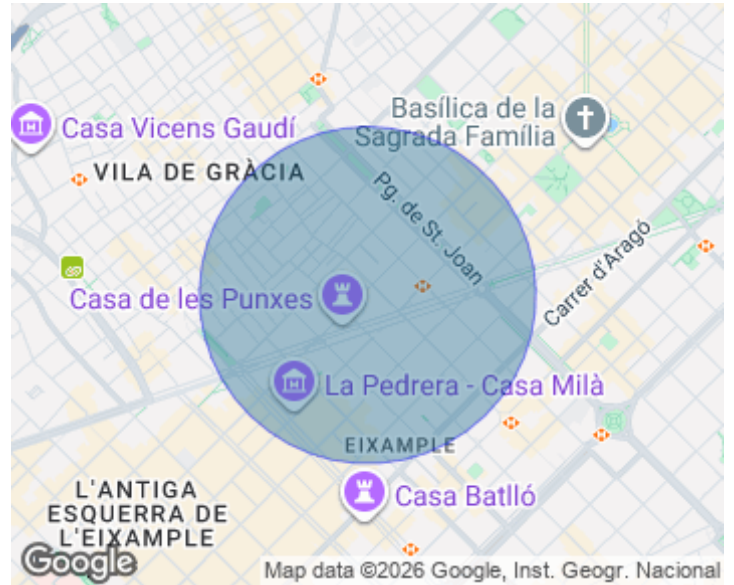 Basílica de la
Sagrada Família
Casa Vicens Gaudí
VILA DE GRÀCIA
Pg. de St. Joan
Carrer d'Aragó
Casa de les Punxes
La Pedrera - Casa Milà
EIXAMPLE
L'ANTIGA
ESQUERRA DE
L'EIXAMPLE
Casa Batlló
Google
Map data ©2026 Google, Inst. Geogr. Nacional